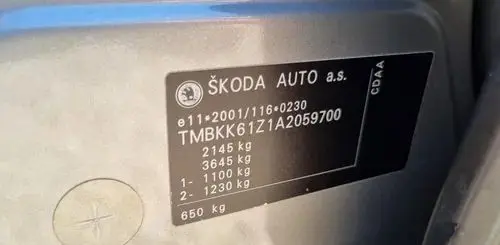 ŠKODA AUTO a.s.
e11*2001/116*0230
TMBKK61Z1A2059700
2145 kg
3645 kg
1- 1100 kg
2- 1230 kg
650 kg
CDAA